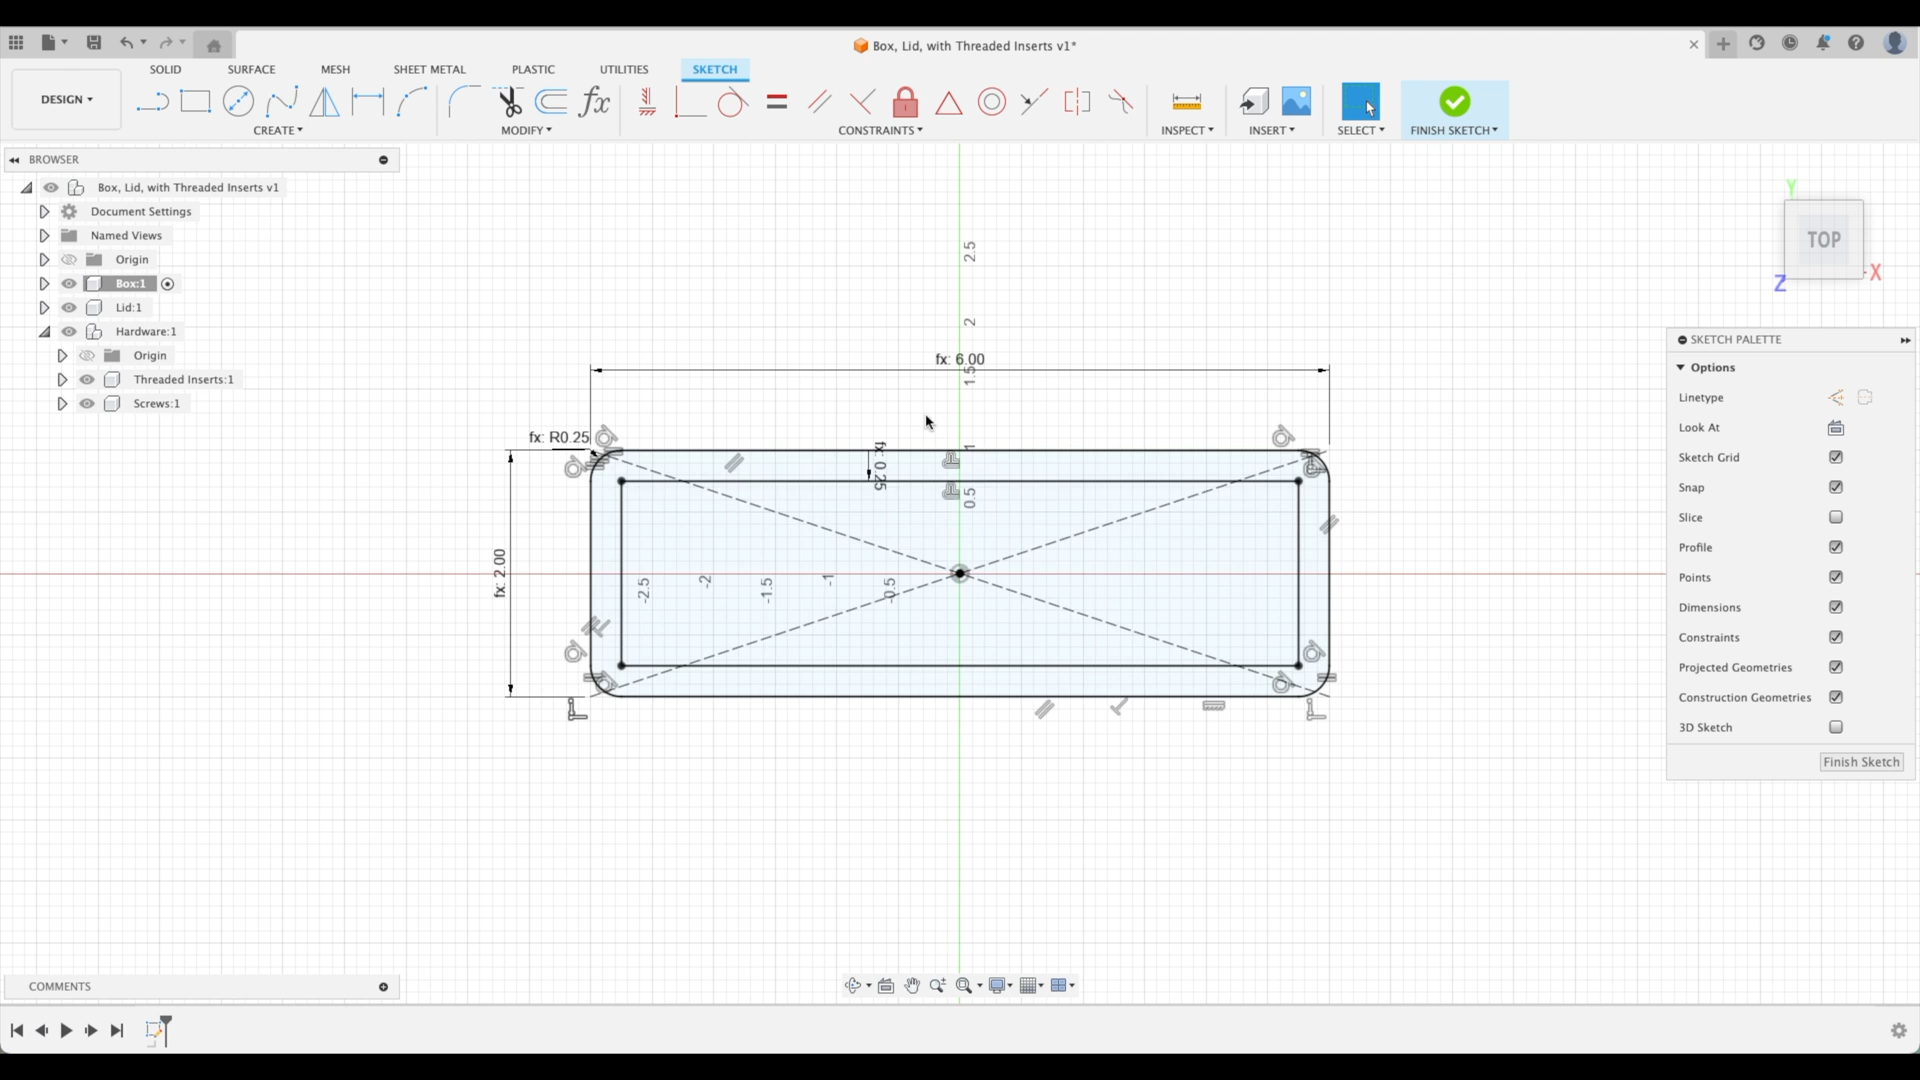 Box, Lid, with Threaded Inserts v1*
SOLID SURFACE MESH SHEET METAL PLASTIC UTILITIES SKETCH
DESIGN
fx
CREATE MODIFY CONSTRAINTS INSPECT INSERT SELECT FINISH SKETCH
BROWSER
Box, Lid, with Threaded Inserts v1
Document Settings
Named Views
Origin
Box:1
Lid:1
Hardware:1
Origin
Threaded Inserts:1
Screws:1
Y
TOP
X
Z
2.5
2
fx: 6.00
1.5
fx: R0.25
fx: 0.25
1
0.5
fx: 2.00
-2.5
-2
-1.5
-1
-0.5
SKETCH PALETTE
Options
Linetype
Look At
Sketch Grid
Snap
Slice
Profile
Points
Dimensions
Constraints
Projected Geometries
Construction Geometries
3D Sketch
Finish Sketch
COMMENTS